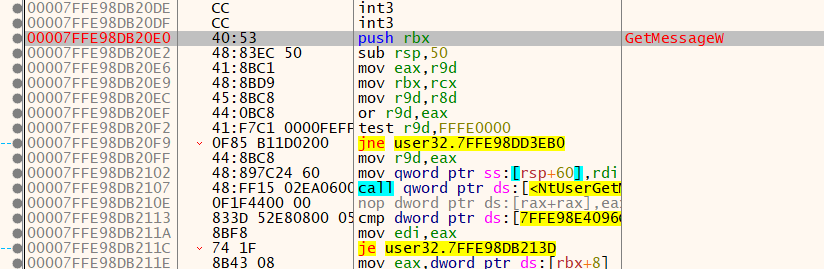 00007FFE98DB20DE CC int3
00007FFE98DB20DF CC int3
00007FFE98DB20E0 40:53 push rbx GetMessageW
00007FFE98DB20E2 48:83EC 50 sub rsp,50
00007FFE98DB20E6 41:8BC1 mov eax,r9d
00007FFE98DB20E9 48:8BD9 mov rbx,rcx
00007FFE98DB20EC 45:8BC8 mov r9d,r8d
00007FFE98DB20EF 44:0BC8 or r9d,eax
00007FFE98DB20F2 41:F7C1 0000FEFF test r9d,FFFE0000
00007FFE98DB20F9 0F85 B11D0200 jne user32.7FFE98DD3EB0
00007FFE98DB20FF 44:8BC8 mov r9d,eax
00007FFE98DB2102 48:897C24 60 mov qword ptr ss:[rsp+60],rdi
00007FFE98DB2107 48:FF15 02EA0600 call qword ptr ds:[<NtUserGetM
00007FFE98DB210E 0F1F4400 00 nop dword ptr ds:[rax+rax],ea
00007FFE98DB2113 833D 52E80800 05 cmp dword ptr ds:[7FFE98E4096
00007FFE98DB211A 8BF8 mov edi,eax
00007FFE98DB211C 74 1F je user32.7FFE98DB213D
00007FFE98DB211E 8B43 08 mov eax,dword ptr ds:[rbx+8]